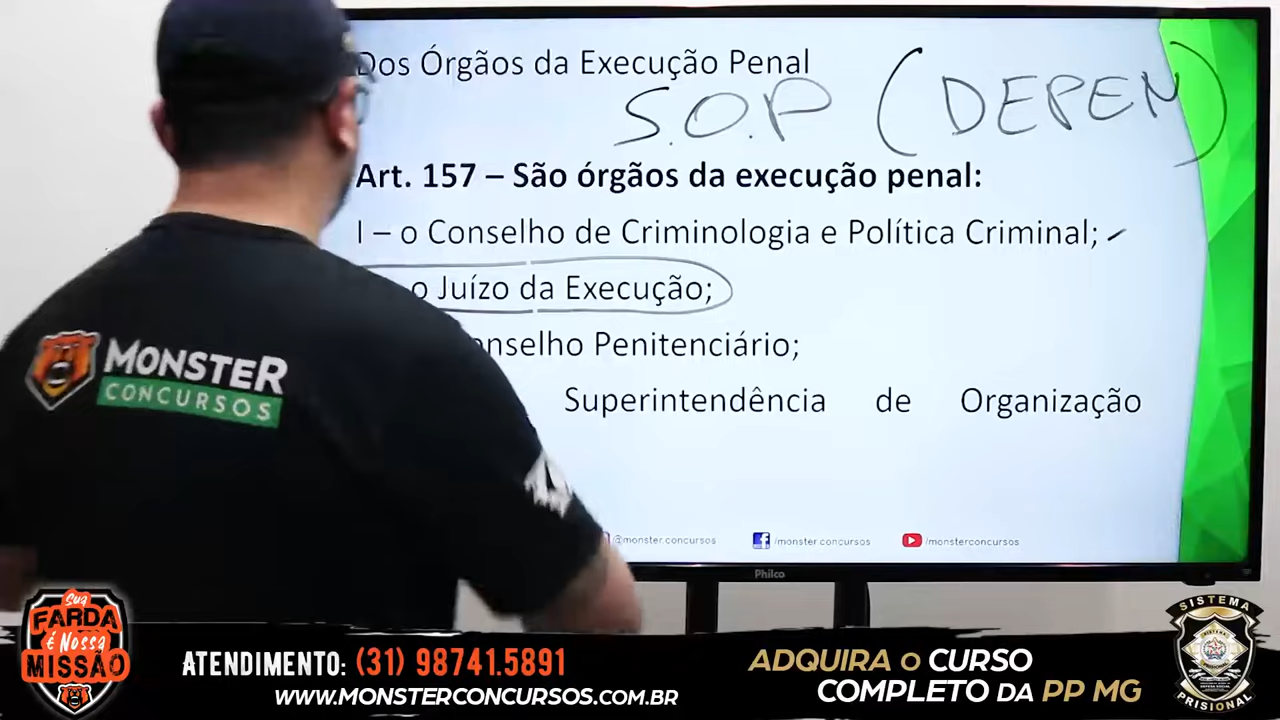 Dos Órgãos da Execução Penal
S.O.P (DEPEN)
Art. 157 – São órgãos da execução penal:
I – o Conselho de Criminologia e Política Criminal;
o Juízo da Execução;
Penitenciário;
Superintendência de Organização
@monster.concursos /monster.concursos /monsterconcursos
Philco
MONSTER
CONCURSOS
Sua
FARDA
é Nossa
MISSÃO
ATENDIMENTO: (31) 98741.5891
WWW.MONSTERCONCURSOS.COM.BR
ADQUIRA O CURSO
COMPLETO DA PP MG
SISTEMA
PRISIONAL